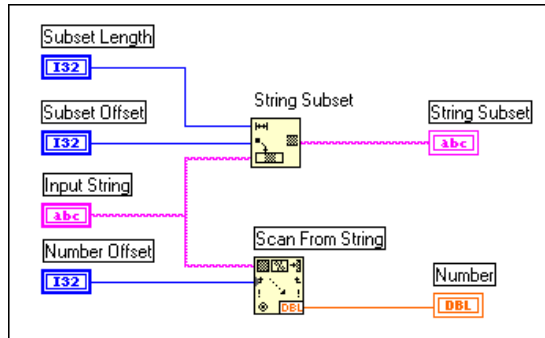 Subset Length
I32
String Subset
Subset Offset
String Subset
I32
abc
Input String
abc
Scan From String
Number Offset
Number
I32
DBL
DBL